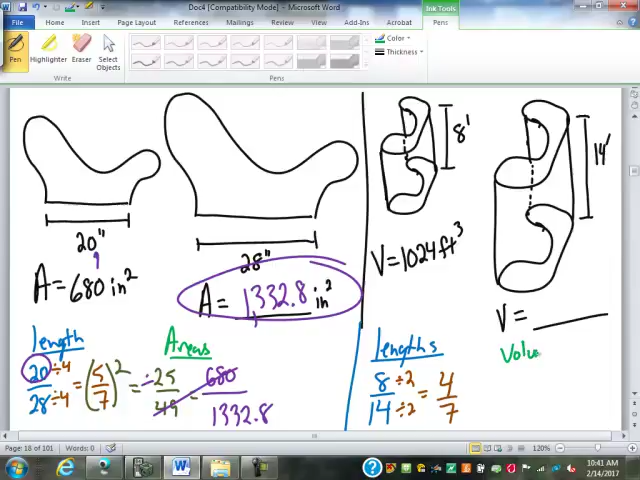 Doc4 [Compatibility Mode] - Microsoft Word
Ink Tools
File Home Insert Page Layout References Mailings Review View Add-Ins Acrobat Pens
Pen Highlighter Eraser Select Objects
Color
Thickness
Write Pens
20"
A = 680 in²
28"
A = 1332.8 in²
8'
V = 1024 ft³
14'
V = ____
length
20 ÷4
28 ÷4
= (5/7)² = 25/49 = 680/1332.8
Areas
lengths
8 ÷2
14 ÷2
= 4/7
Volu
Page: 18 of 101
120%
10:41 AM
2/14/2017